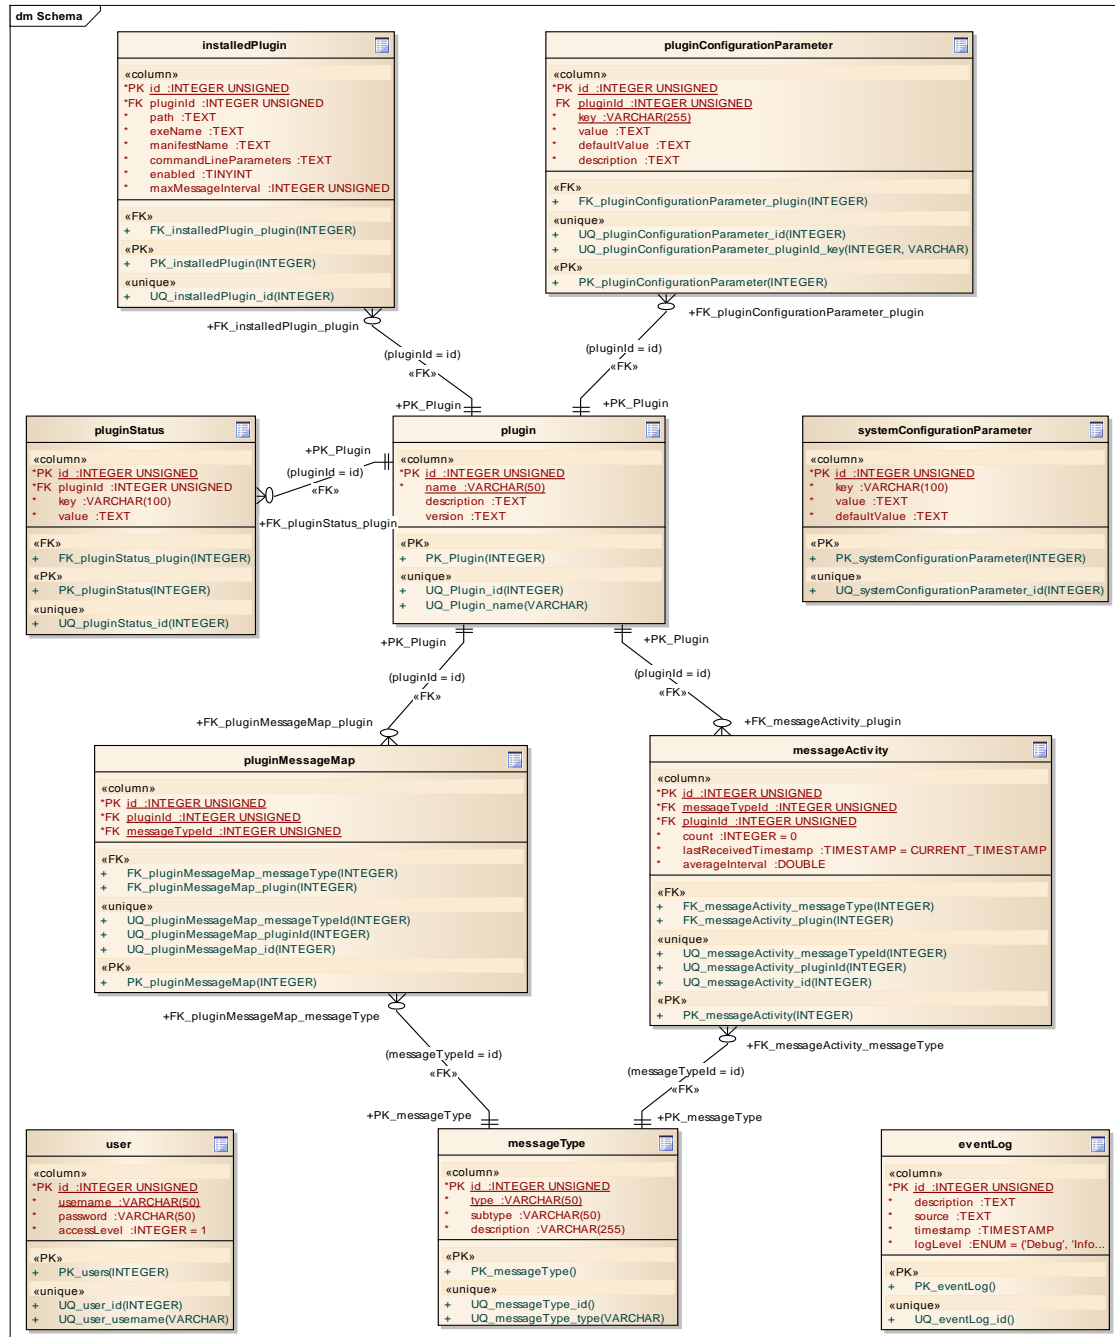 dm Schema
installedPlugin
«column»
*PK id :INTEGER UNSIGNED
*FK pluginId :INTEGER UNSIGNED
* path :TEXT
* exeName :TEXT
* manifestName :TEXT
* commandLineParameters :TEXT
* enabled :TINYINT
* maxMessageInterval :INTEGER UNSIGNED
«FK»
+ FK_installedPlugin_plugin(INTEGER)
«PK»
+ PK_installedPlugin(INTEGER)
«unique»
+ UQ_installedPlugin_id(INTEGER)
pluginConfigurationParameter
«column»
*PK id :INTEGER UNSIGNED
FK pluginId :INTEGER UNSIGNED
* key :VARCHAR(255)
* value :TEXT
* defaultValue :TEXT
* description :TEXT
«FK»
+ FK_pluginConfigurationParameter_plugin(INTEGER)
«unique»
+ UQ_pluginConfigurationParameter_id(INTEGER)
+ UQ_pluginConfigurationParameter_pluginId_key(INTEGER, VARCHAR)
«PK»
+ PK_pluginConfigurationParameter(INTEGER)
+FK_installedPlugin_plugin
(pluginId = id)
«FK»
+PK_Plugin
+FK_pluginConfigurationParameter_plugin
(pluginId = id)
«FK»
+PK_Plugin
pluginStatus
«column»
*PK id :INTEGER UNSIGNED
*FK pluginId :INTEGER UNSIGNED
* key :VARCHAR(100)
* value :TEXT
«FK»
+ FK_pluginStatus_plugin(INTEGER)
«PK»
+ PK_pluginStatus(INTEGER)
«unique»
+ UQ_pluginStatus_id(INTEGER)
+PK_Plugin
(pluginId = id)
«FK»
+FK_pluginStatus_plugin
plugin
«column»
*PK id :INTEGER UNSIGNED
* name :VARCHAR(50)
description :TEXT
version :TEXT
«PK»
+ PK_Plugin(INTEGER)
«unique»
+ UQ_Plugin_id(INTEGER)
+ UQ_Plugin_name(VARCHAR)
systemConfigurationParameter
«column»
*PK id :INTEGER UNSIGNED
* key :VARCHAR(100)
* value :TEXT
* defaultValue :TEXT
«PK»
+ PK_systemConfigurationParameter(INTEGER)
«unique»
+ UQ_systemConfigurationParameter_id(INTEGER)
+PK_Plugin
(pluginId = id)
«FK»
+FK_pluginMessageMap_plugin
+PK_Plugin
(pluginId = id)
«FK»
+FK_messageActivity_plugin
pluginMessageMap
«column»
*PK id :INTEGER UNSIGNED
*FK pluginId :INTEGER UNSIGNED
*FK messageTypeId :INTEGER UNSIGNED
«FK»
+ FK_pluginMessageMap_messageType(INTEGER)
+ FK_pluginMessageMap_plugin(INTEGER)
«unique»
+ UQ_pluginMessageMap_messageTypeId(INTEGER)
+ UQ_pluginMessageMap_pluginId(INTEGER)
+ UQ_pluginMessageMap_id(INTEGER)
«PK»
+ PK_pluginMessageMap(INTEGER)
messageActivity
«column»
*PK id :INTEGER UNSIGNED
*FK messageTypeId :INTEGER UNSIGNED
*FK pluginId :INTEGER UNSIGNED
* count :INTEGER = 0
* lastReceivedTimestamp :TIMESTAMP = CURRENT_TIMESTAMP
* averageInterval :DOUBLE
«FK»
+ FK_messageActivity_messageType(INTEGER)
+ FK_messageActivity_plugin(INTEGER)
«unique»
+ UQ_messageActivity_messageTypeId(INTEGER)
+ UQ_messageActivity_pluginId(INTEGER)
+ UQ_messageActivity_id(INTEGER)
«PK»
+ PK_messageActivity(INTEGER)
+FK_pluginMessageMap_messageType
(messageTypeId = id)
«FK»
+PK_messageType
+FK_messageActivity_messageType
(messageTypeId = id)
«FK»
+PK_messageType
user
«column»
*PK id :INTEGER UNSIGNED
* username :VARCHAR(50)
* password :VARCHAR(50)
* accessLevel :INTEGER = 1
«PK»
+ PK_users(INTEGER)
«unique»
+ UQ_user_id(INTEGER)
+ UQ_user_username(VARCHAR)
messageType
«column»
*PK id :INTEGER UNSIGNED
* type :VARCHAR(50)
* subtype :VARCHAR(50)
* description :VARCHAR(255)
«PK»
+ PK_messageType()
«unique»
+ UQ_messageType_id()
+ UQ_messageType_type(VARCHAR)
eventLog
«column»
*PK id :INTEGER UNSIGNED
* description :TEXT
* source :TEXT
* timestamp :TIMESTAMP
* logLevel :ENUM = ('Debug', 'Info...
«PK»
+ PK_eventLog()
«unique»
+ UQ_eventLog_id()